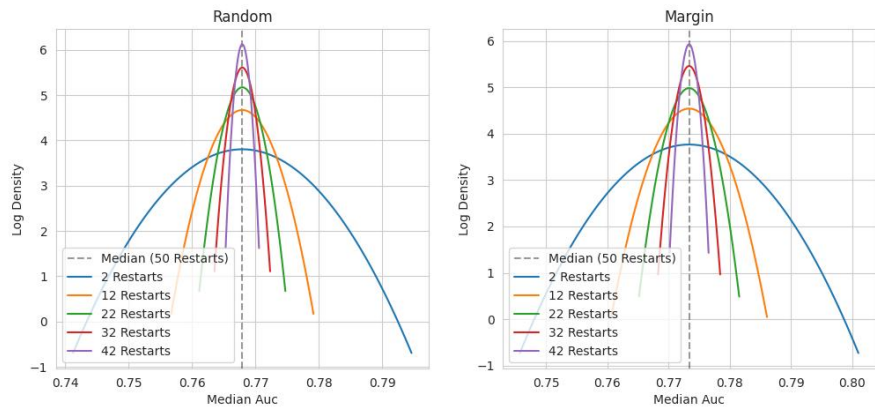 Random
6
5
4
3
2
1
0
−1
Log Density
Median (50 Restarts)
2 Restarts
12 Restarts
22 Restarts
32 Restarts
42 Restarts
0.74 0.75 0.76 0.77 0.78 0.79
Median Auc
Margin
6
5
4
3
2
1
0
−1
Log Density
Median (50 Restarts)
2 Restarts
12 Restarts
22 Restarts
32 Restarts
42 Restarts
0.75 0.76 0.77 0.78 0.79 0.80
Median Auc